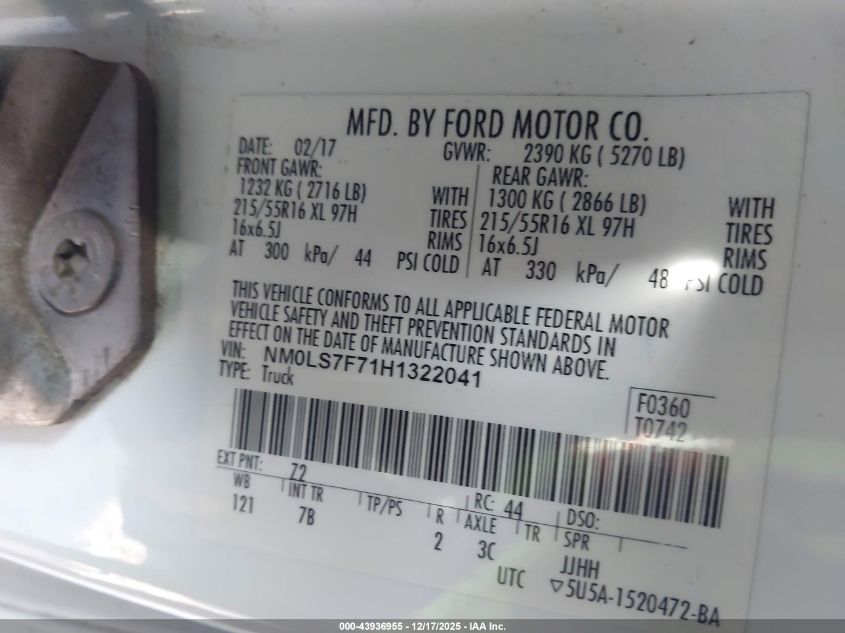 MFD. BY FORD MOTOR CO.
DATE: 02/17 GVWR: 2390 KG ( 5270 LB)
FRONT GAWR: REAR GAWR:
1232 KG ( 2716 LB) WITH 1300 KG ( 2866 LB) WITH
215/55R16 XL 97H TIRES 215/55R16 XL 97H TIRES
16x6.5J RIMS 16x6.5J RIMS
AT 300 kPa/ 44 PSI COLD AT 330 kPa/ 48 PSI COLD
THIS VEHICLE CONFORMS TO ALL APPLICABLE FEDERAL MOTOR
VEHICLE SAFETY AND THEFT PREVENTION STANDARDS IN
EFFECT ON THE DATE OF MANUFACTURE SHOWN ABOVE.
VIN: NM0LS7F71H1322041
TYPE: Truck
F0360
T0742
EXT PNT: Z2 RC: 44 DSO:
WB INT TR TP/PS R AXLE TR SPR
121 7B 2 3C JJHH
UTC ▽5U5A-1520472-BA
000-43936955 - 12/17/2025 - IAA Inc.